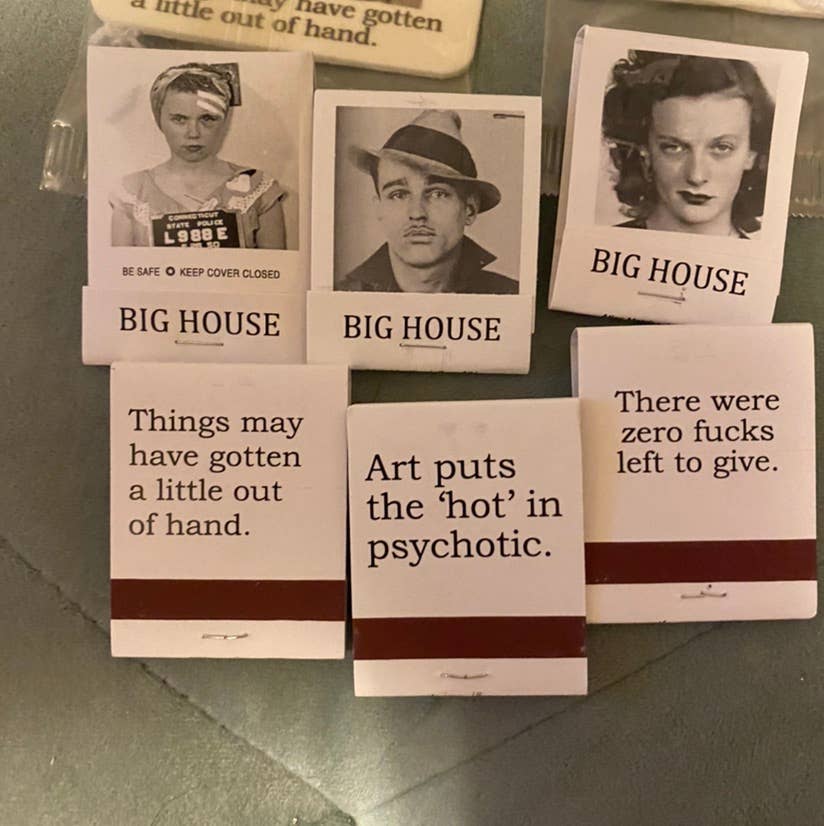 may have gotten
a little out of hand.
CONNECTICUT
STATE POLICE
L988E
BE SAFE KEEP COVER CLOSED
BIG HOUSE
BIG HOUSE
BIG HOUSE
Things may
have gotten
a little out
of hand.
Art puts
the ‘hot’ in
psychotic.
There were
zero fucks
left to give.